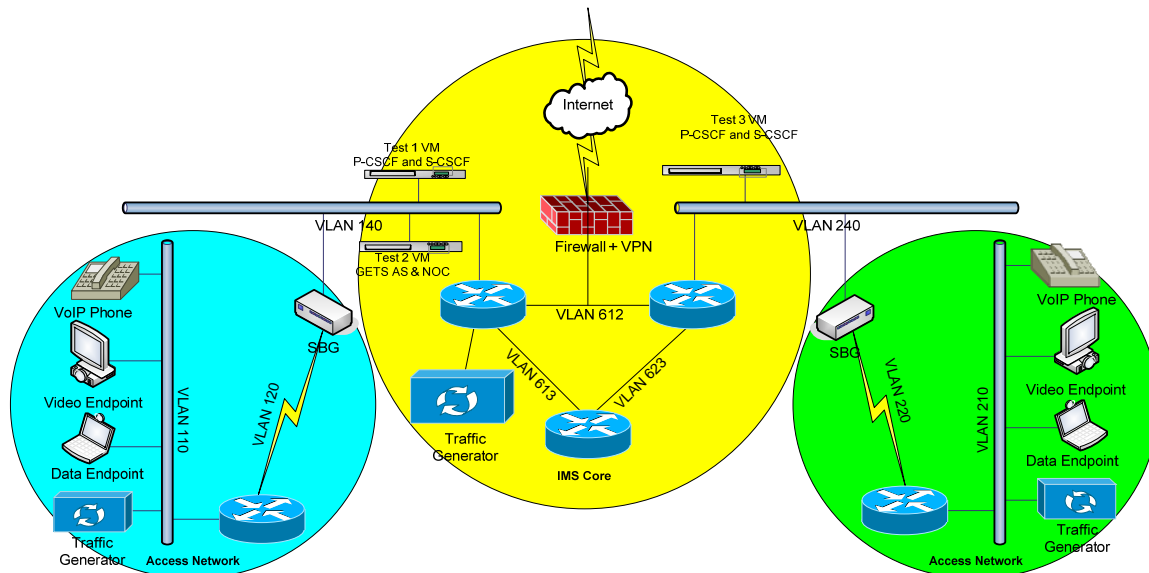 Internet
Test 1 VM
P-CSCF and S-CSCF
Test 3 VM
P-CSCF and S-CSCF
VLAN 140
Firewall + VPN
VLAN 240
Test 2 VM
GETS AS & NOC
VoIP Phone
SBG
VLAN 612
SBG
VoIP Phone
Video Endpoint
VLAN 110
VLAN 120
VLAN 613
VLAN 623
VLAN 220
VLAN 210
Video Endpoint
Data Endpoint
Traffic
Generator
IMS Core
Data Endpoint
Traffic
Generator
Access Network
Access Network
Traffic
Generator